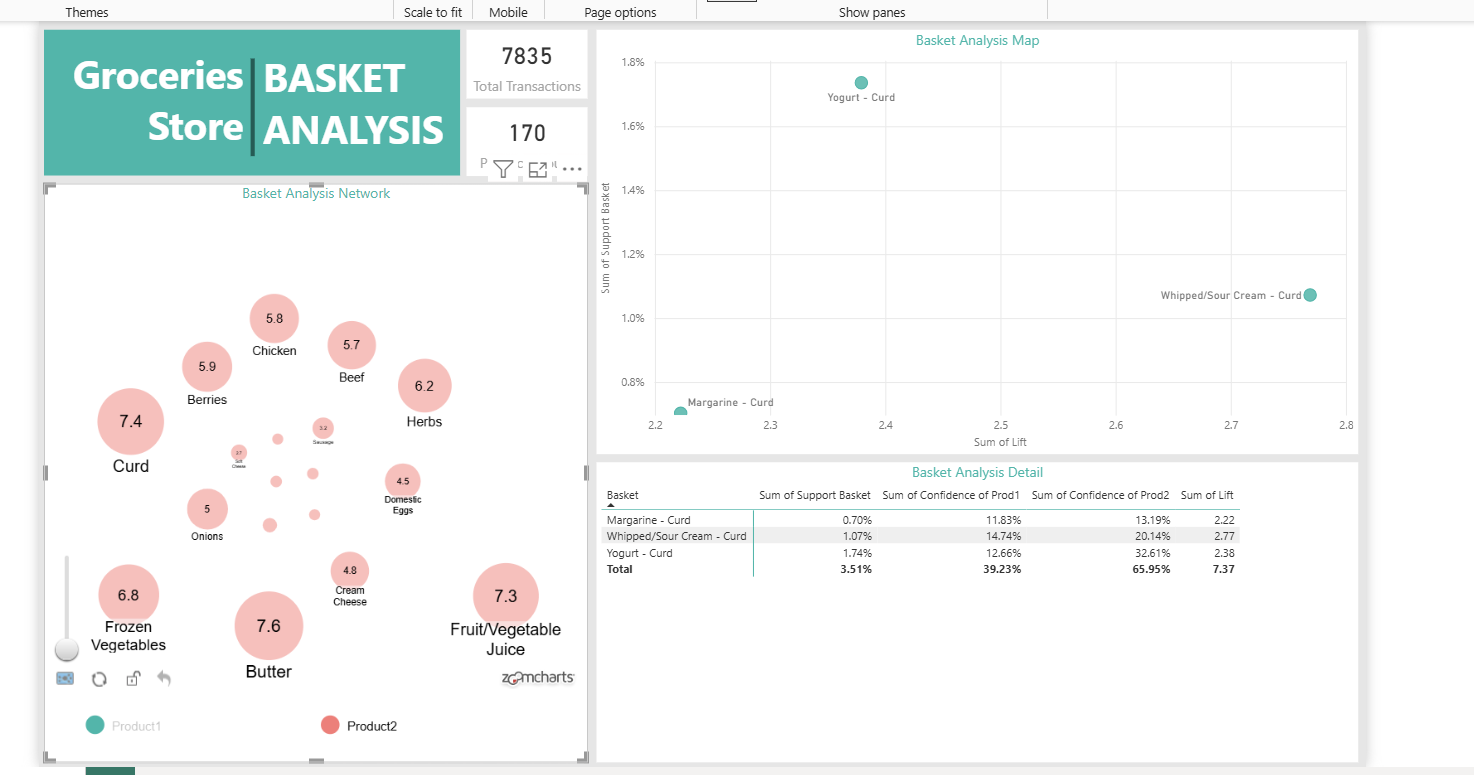 Themes
Scale to fit
Mobile
Page options
Show panes
Groceries
Store
BASKET
ANALYSIS
7835
Total Transactions
170
Basket Analysis Network
5.8
Chicken
5.7
Beef
5.9
Berries
6.2
Herbs
7.4
Curd
3.2
Sausage
2.7
Soft
Cheese
4.5
Domestic
Eggs
5
Onions
4.8
Cream
Cheese
6.8
Frozen
Vegetables
7.6
Butter
7.3
Fruit/Vegetable
Juice
zoomcharts
Product1
Product2
Basket Analysis Map
Sum of Support Basket
1.8%
1.6%
1.4%
1.2%
1.0%
0.8%
Yogurt - Curd
Whipped/Sour Cream - Curd
Margarine - Curd
2.2 2.3 2.4 2.5 2.6 2.7 2.8
Sum of Lift
Basket Analysis Detail
Basket Sum of Support Basket Sum of Confidence of Prod1 Sum of Confidence of Prod2 Sum of Lift
Margarine - Curd 0.70% 11.83% 13.19% 2.22
Whipped/Sour Cream - Curd 1.07% 14.74% 20.14% 2.77
Yogurt - Curd 1.74% 12.66% 32.61% 2.38
Total 3.51% 39.23% 65.95% 7.37